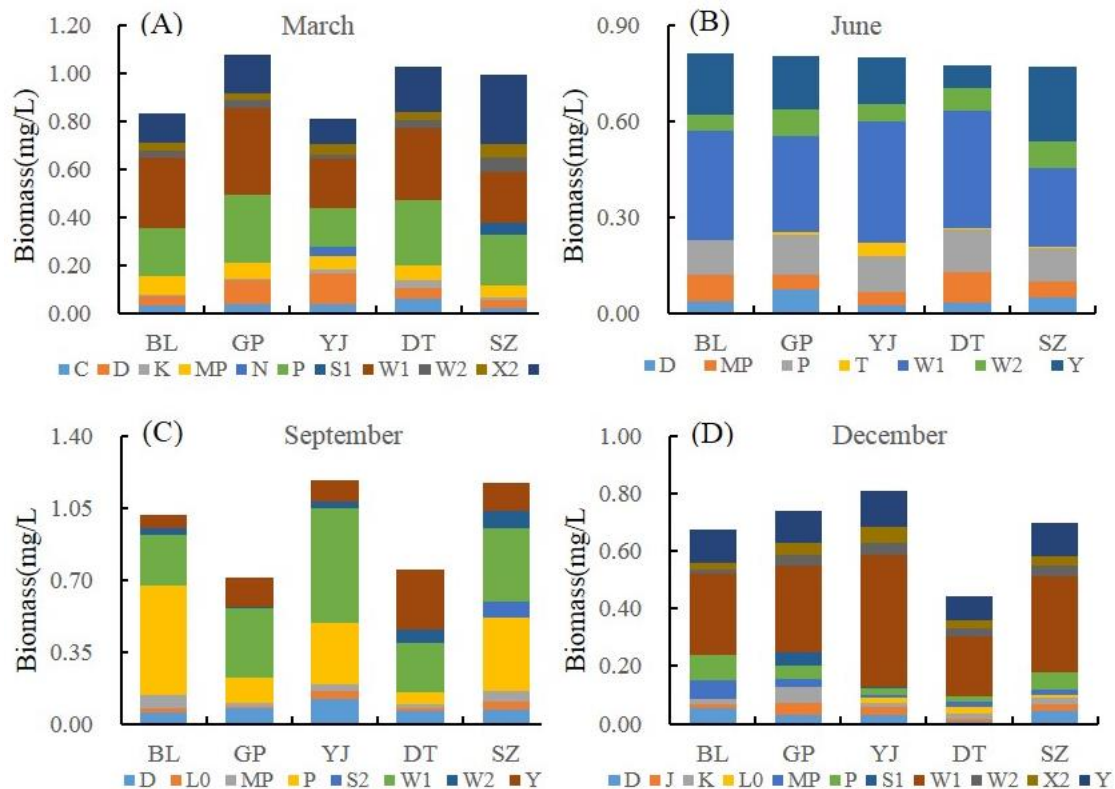 (A) March
Biomass(mg/L)
1.20
1.00
0.80
0.60
0.40
0.20
0.00
BL GP YJ DT SZ
C D K MP N P S1 W1 W2 X2
(B) June
Biomass(mg/L)
0.90
0.60
0.30
0.00
BL GP YJ DT SZ
D MP P T W1 W2 Y
(C) September
Biomass(mg/L)
1.40
1.05
0.70
0.35
0.00
BL GP YJ DT SZ
D L0 MP P S2 W1 W2 Y
(D) December
Biomass(mg/L)
1.00
0.80
0.60
0.40
0.20
0.00
BL GP YJ DT SZ
D J K L0 MP P S1 W1 W2 X2 Y